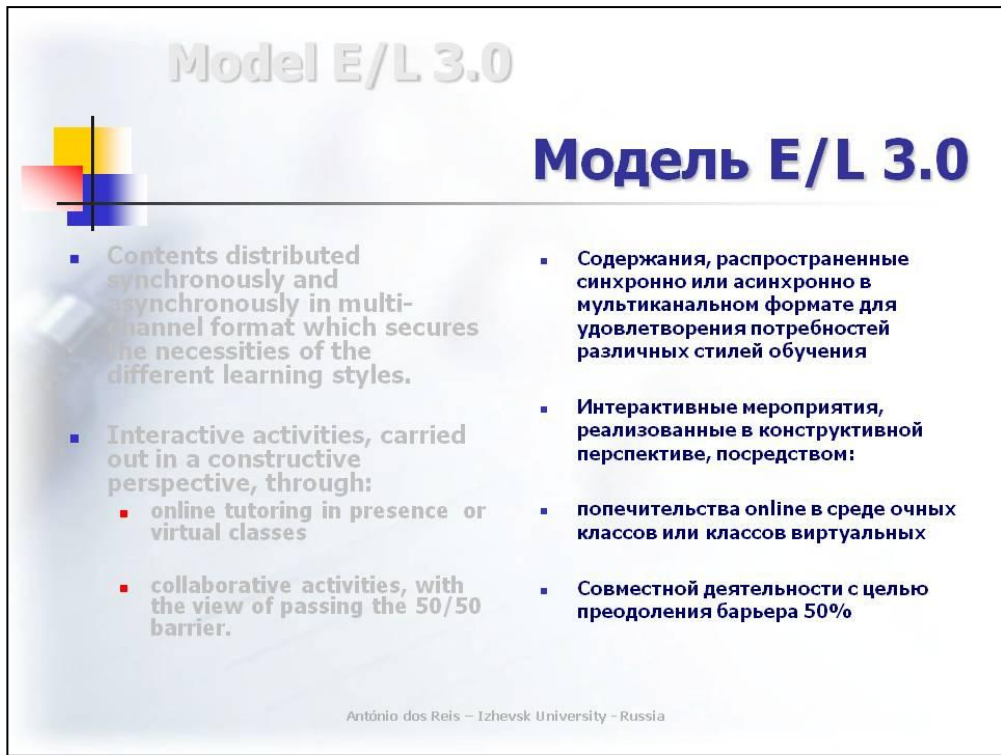 Model E/L 3.0
Модель E/L 3.0
Contents distributed
synchronously and
asynchronously in multi-
channel format which secures
the necessities of the
different learning styles.
Interactive activities, carried
out in a constructive
perspective, through:
online tutoring in presence or
virtual classes
collaborative activities, with
the view of passing the 50/50
barrier.
Содержания, распространенные
синхронно или асинхронно в
мультиканальном формате для
удовлетворения потребностей
различных стилей обучения
Интерактивные мероприятия,
реализованные в конструктивной
перспективе, посредством:
попечительства online в среде очных
классов или классов виртуальных
Совместной деятельности с целью
преодоления барьера 50%
António dos Reis – Izhevsk University - Russia